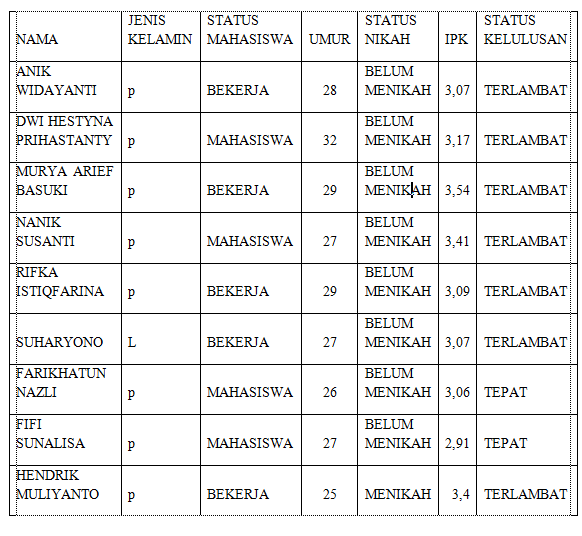 NAMA JENIS KELAMIN STATUS MAHASISWA UMUR STATUS NIKAH IPK STATUS KELULUSAN
ANIK WIDAYANTI p BEKERJA 28 BELUM MENIKAH 3,07 TERLAMBAT
DWI HESTYNA PRIHASTANTY p MAHASISWA 32 BELUM MENIKAH 3,17 TERLAMBAT
MURYA ARIEF BASUKI p BEKERJA 29 BELUM MENIKAH 3,54 TERLAMBAT
NANIK SUSANTI p MAHASISWA 27 BELUM MENIKAH 3,41 TERLAMBAT
RIFKA ISTIQFARINA p BEKERJA 29 BELUM MENIKAH 3,09 TERLAMBAT
SUHARYONO L BEKERJA 27 BELUM MENIKAH 3,07 TERLAMBAT
FARIKHATUN NAZLI p MAHASISWA 26 BELUM MENIKAH 3,06 TEPAT
FIFI SUNALISA p MAHASISWA 27 BELUM MENIKAH 2,91 TEPAT
HENDRIK MULIYANTO p BEKERJA 25 MENIKAH 3,4 TERLAMBAT